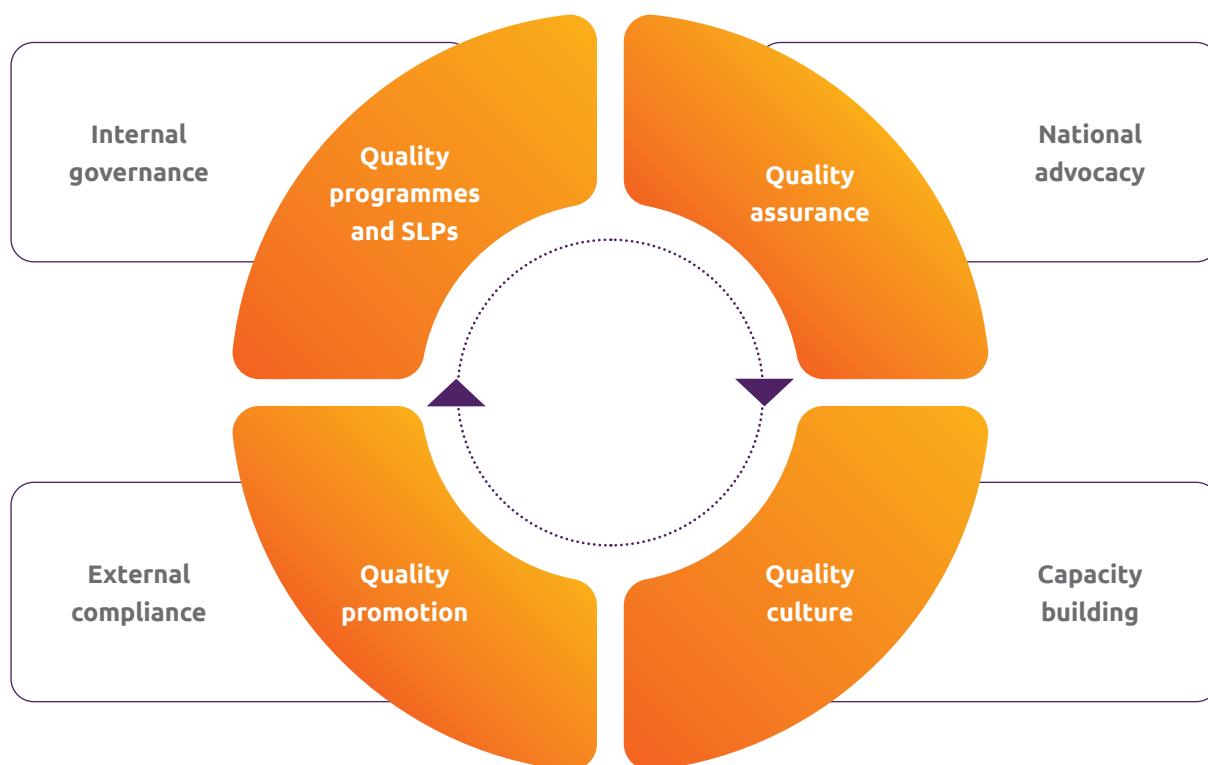 Internal
governance
Quality
programmes
and SLPs
Quality
assurance
National
advocacy
External
compliance
Quality
promotion
Quality
culture
Capacity
building